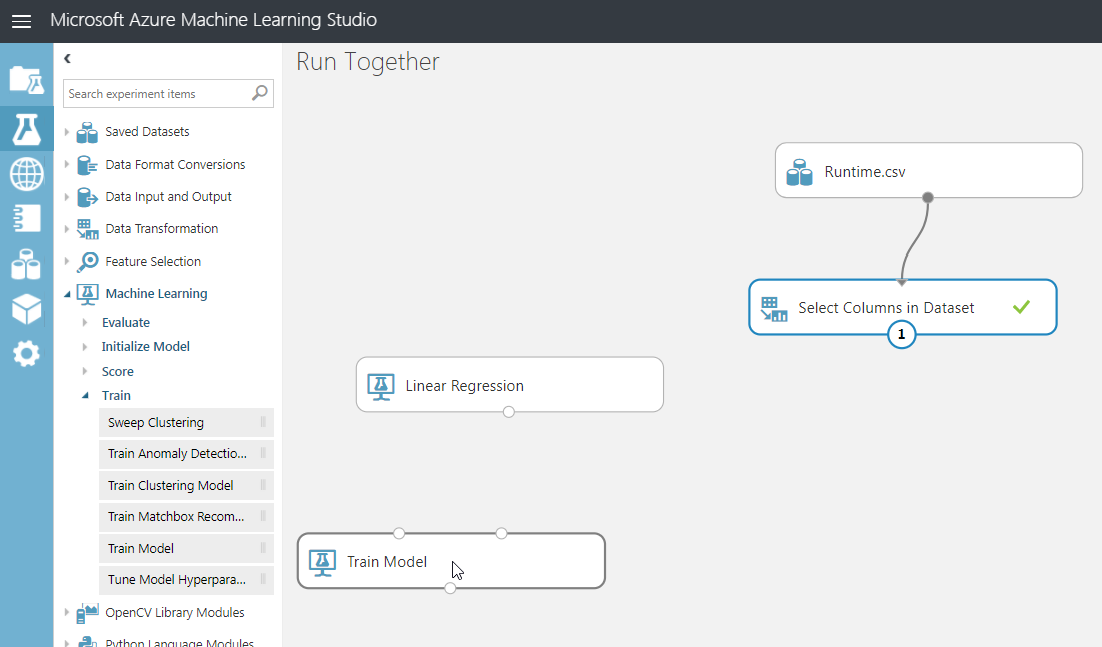 Microsoft Azure Machine Learning Studio
Search experiment items
Saved Datasets
Data Format Conversions
Data Input and Output
Data Transformation
Feature Selection
Machine Learning
Evaluate
Initialize Model
Score
Train
Sweep Clustering
Train Anomaly Detectio...
Train Clustering Model
Train Matchbox Recom...
Train Model
Tune Model Hyperpara...
OpenCV Library Modules
Python Language Modules
Run Together
Runtime.csv
Select Columns in Dataset
1
Linear Regression
Train Model